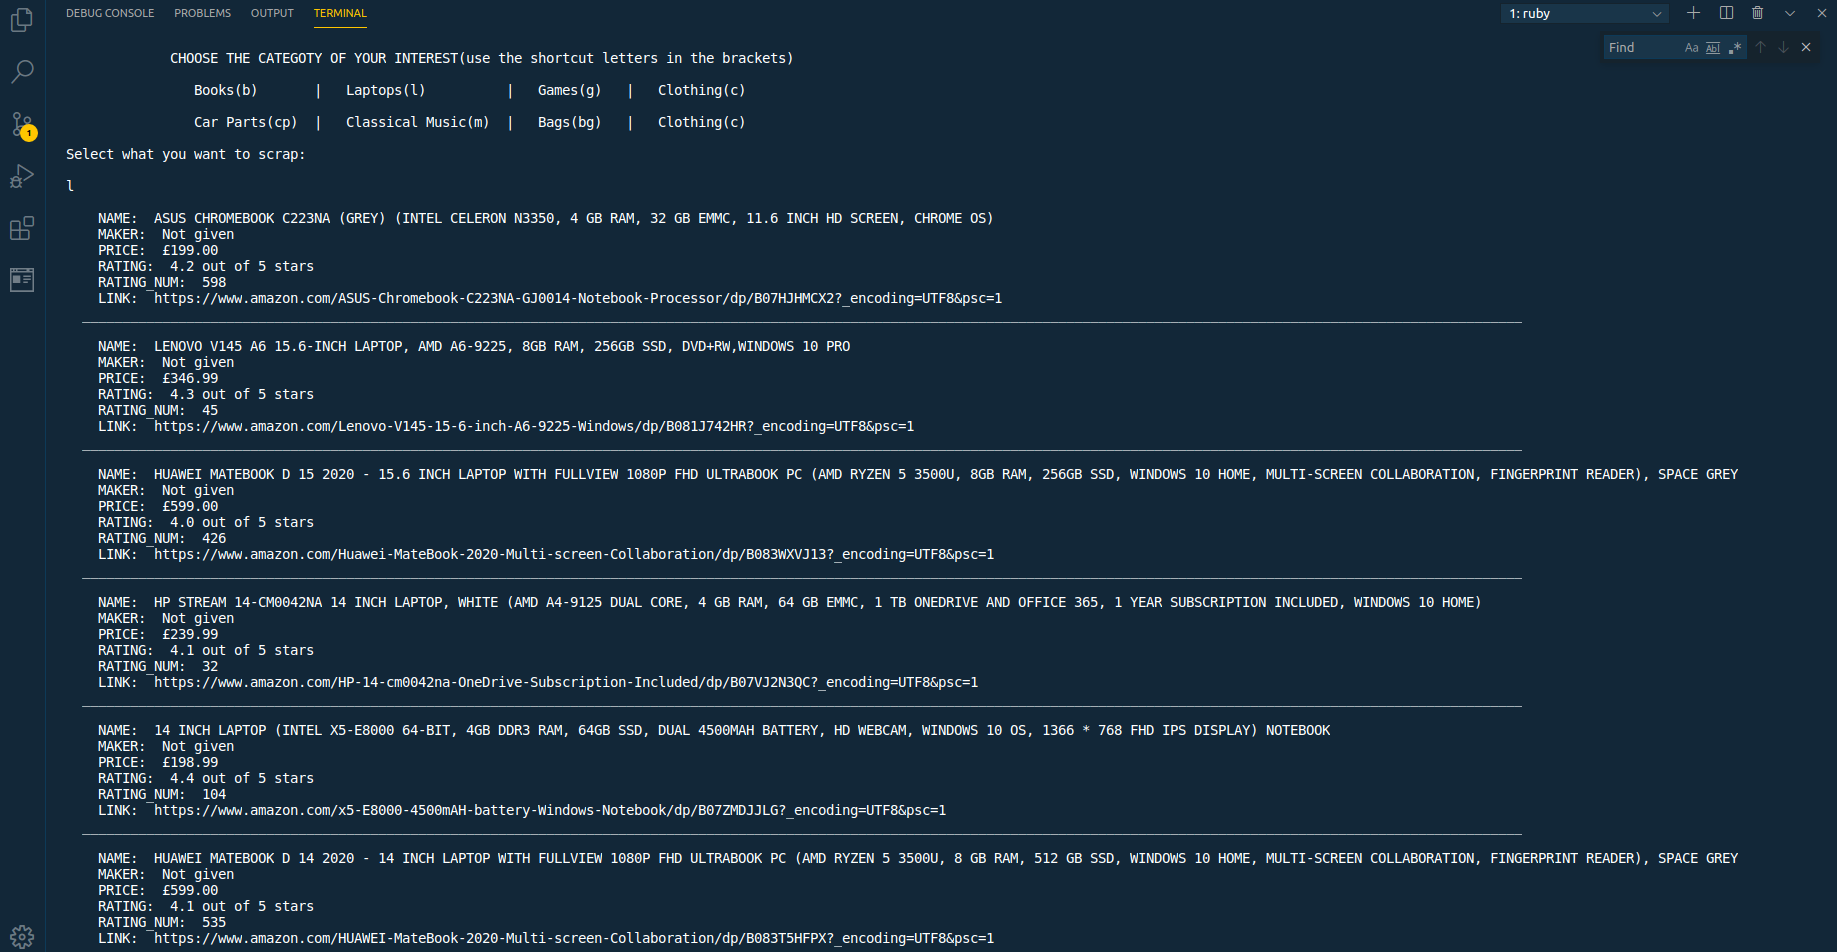 DEBUG CONSOLE PROBLEMS OUTPUT TERMINAL 1: ruby
Find Aa Abl .*
CHOOSE THE CATEGOTY OF YOUR INTEREST(use the shortcut letters in the brackets)
Books(b) | Laptops(l) | Games(g) | Clothing(c)
Car Parts(cp) | Classical Music(m) | Bags(bg) | Clothing(c)
1
Select what you want to scrap:
l
NAME: ASUS CHROMEBOOK C223NA (GREY) (INTEL CELERON N3350, 4 GB RAM, 32 GB EMMC, 11.6 INCH HD SCREEN, CHROME OS)
MAKER: Not given
PRICE: £199.00
RATING: 4.2 out of 5 stars
RATING_NUM: 598
LINK: https://www.amazon.com/ASUS-Chromebook-C223NA-GJ0014-Notebook-Processor/dp/B07HJHMCX2?_encoding=UTF8&psc=1
NAME: LENOVO V145 A6 15.6-INCH LAPTOP, AMD A6-9225, 8GB RAM, 256GB SSD, DVD+RW,WINDOWS 10 PRO
MAKER: Not given
PRICE: £346.99
RATING: 4.3 out of 5 stars
RATING_NUM: 45
LINK: https://www.amazon.com/Lenovo-V145-15-6-inch-A6-9225-Windows/dp/B081J742HR?_encoding=UTF8&psc=1
NAME: HUAWEI MATEBOOK D 15 2020 - 15.6 INCH LAPTOP WITH FULLVIEW 1080P FHD ULTRABOOK PC (AMD RYZEN 5 3500U, 8GB RAM, 256GB SSD, WINDOWS 10 HOME, MULTI-SCREEN COLLABORATION, FINGERPRINT READER), SPACE GREY
MAKER: Not given
PRICE: £599.00
RATING: 4.0 out of 5 stars
RATING_NUM: 426
LINK: https://www.amazon.com/Huawei-MateBook-2020-Multi-screen-Collaboration/dp/B083WXVJ13?_encoding=UTF8&psc=1
NAME: HP STREAM 14-CM0042NA 14 INCH LAPTOP, WHITE (AMD A4-9125 DUAL CORE, 4 GB RAM, 64 GB EMMC, 1 TB ONEDRIVE AND OFFICE 365, 1 YEAR SUBSCRIPTION INCLUDED, WINDOWS 10 HOME)
MAKER: Not given
PRICE: £239.99
RATING: 4.1 out of 5 stars
RATING_NUM: 32
LINK: https://www.amazon.com/HP-14-cm0042na-OneDrive-Subscription-Included/dp/B07VJ2N3QC?_encoding=UTF8&psc=1
NAME: 14 INCH LAPTOP (INTEL X5-E8000 64-BIT, 4GB DDR3 RAM, 64GB SSD, DUAL 4500MAH BATTERY, HD WEBCAM, WINDOWS 10 OS, 1366 * 768 FHD IPS DISPLAY) NOTEBOOK
MAKER: Not given
PRICE: £198.99
RATING: 4.4 out of 5 stars
RATING_NUM: 104
LINK: https://www.amazon.com/x5-E8000-4500mAH-battery-Windows-Notebook/dp/B07ZMDJJLG?_encoding=UTF8&psc=1
NAME: HUAWEI MATEBOOK D 14 2020 - 14 INCH LAPTOP WITH FULLVIEW 1080P FHD ULTRABOOK PC (AMD RYZEN 5 3500U, 8 GB RAM, 512 GB SSD, WINDOWS 10 HOME, MULTI-SCREEN COLLABORATION, FINGERPRINT READER), SPACE GREY
MAKER: Not given
PRICE: £599.00
RATING: 4.1 out of 5 stars
RATING_NUM: 535
LINK: https://www.amazon.com/HUAWEI-MateBook-2020-Multi-screen-Collaboration/dp/B083T5HFPX?_encoding=UTF8&psc=1